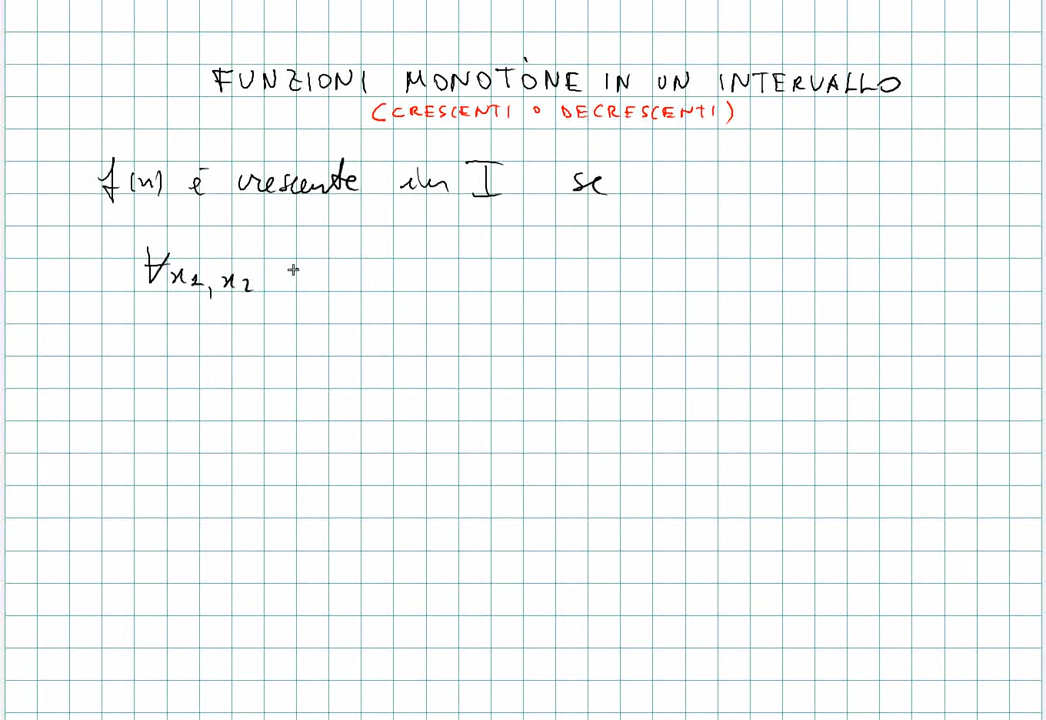 FUNZIONI MONOTÒNE IN UN INTERVALLO
(CRESCENTI O DECRESCENTI)
f(x) è crescente in I se
∀x1, x2